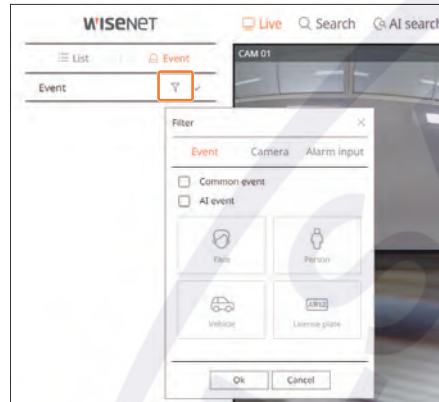 WISENET
Live Search AI search
List Event
CAM 01
Event
Filter
Event Camera Alarm input
Common event
AI event
Face Person
Vehicle License plate
Ok Cancel